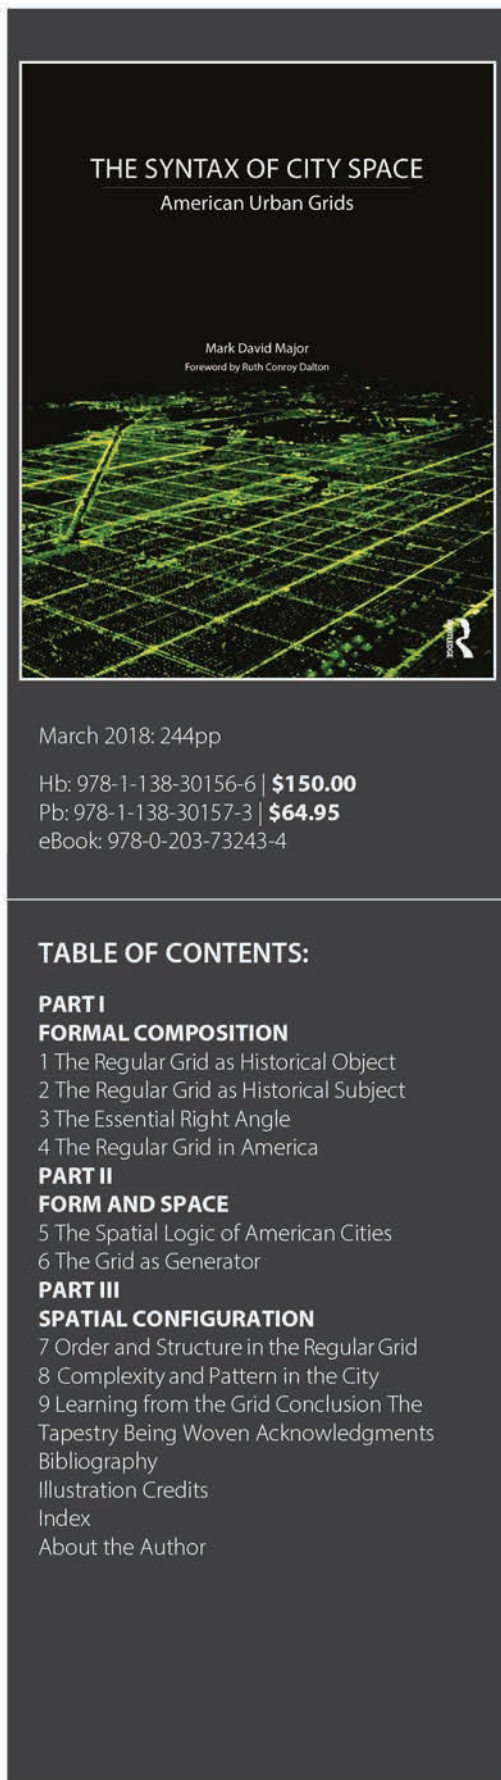 THE SYNTAX OF CITY SPACE
American Urban Grids
Mark David Major
Foreword by Ruth Conroy Dalton
ROUTLEDGE
March 2018: 244pp
Hb: 978-1-138-30156-6 | $150.00
Pb: 978-1-138-30157-3 | $64.95
eBook: 978-0-203-73243-4
TABLE OF CONTENTS:
PART I
FORMAL COMPOSITION
1 The Regular Grid as Historical Object
2 The Regular Grid as Historical Subject
3 The Essential Right Angle
4 The Regular Grid in America
PART II
FORM AND SPACE
5 The Spatial Logic of American Cities
6 The Grid as Generator
PART III
SPATIAL CONFIGURATION
7 Order and Structure in the Regular Grid
8 Complexity and Pattern in the City
9 Learning from the Grid Conclusion The
Tapestry Being Woven Acknowledgments
Bibliography
Illustration Credits
Index
About the Author